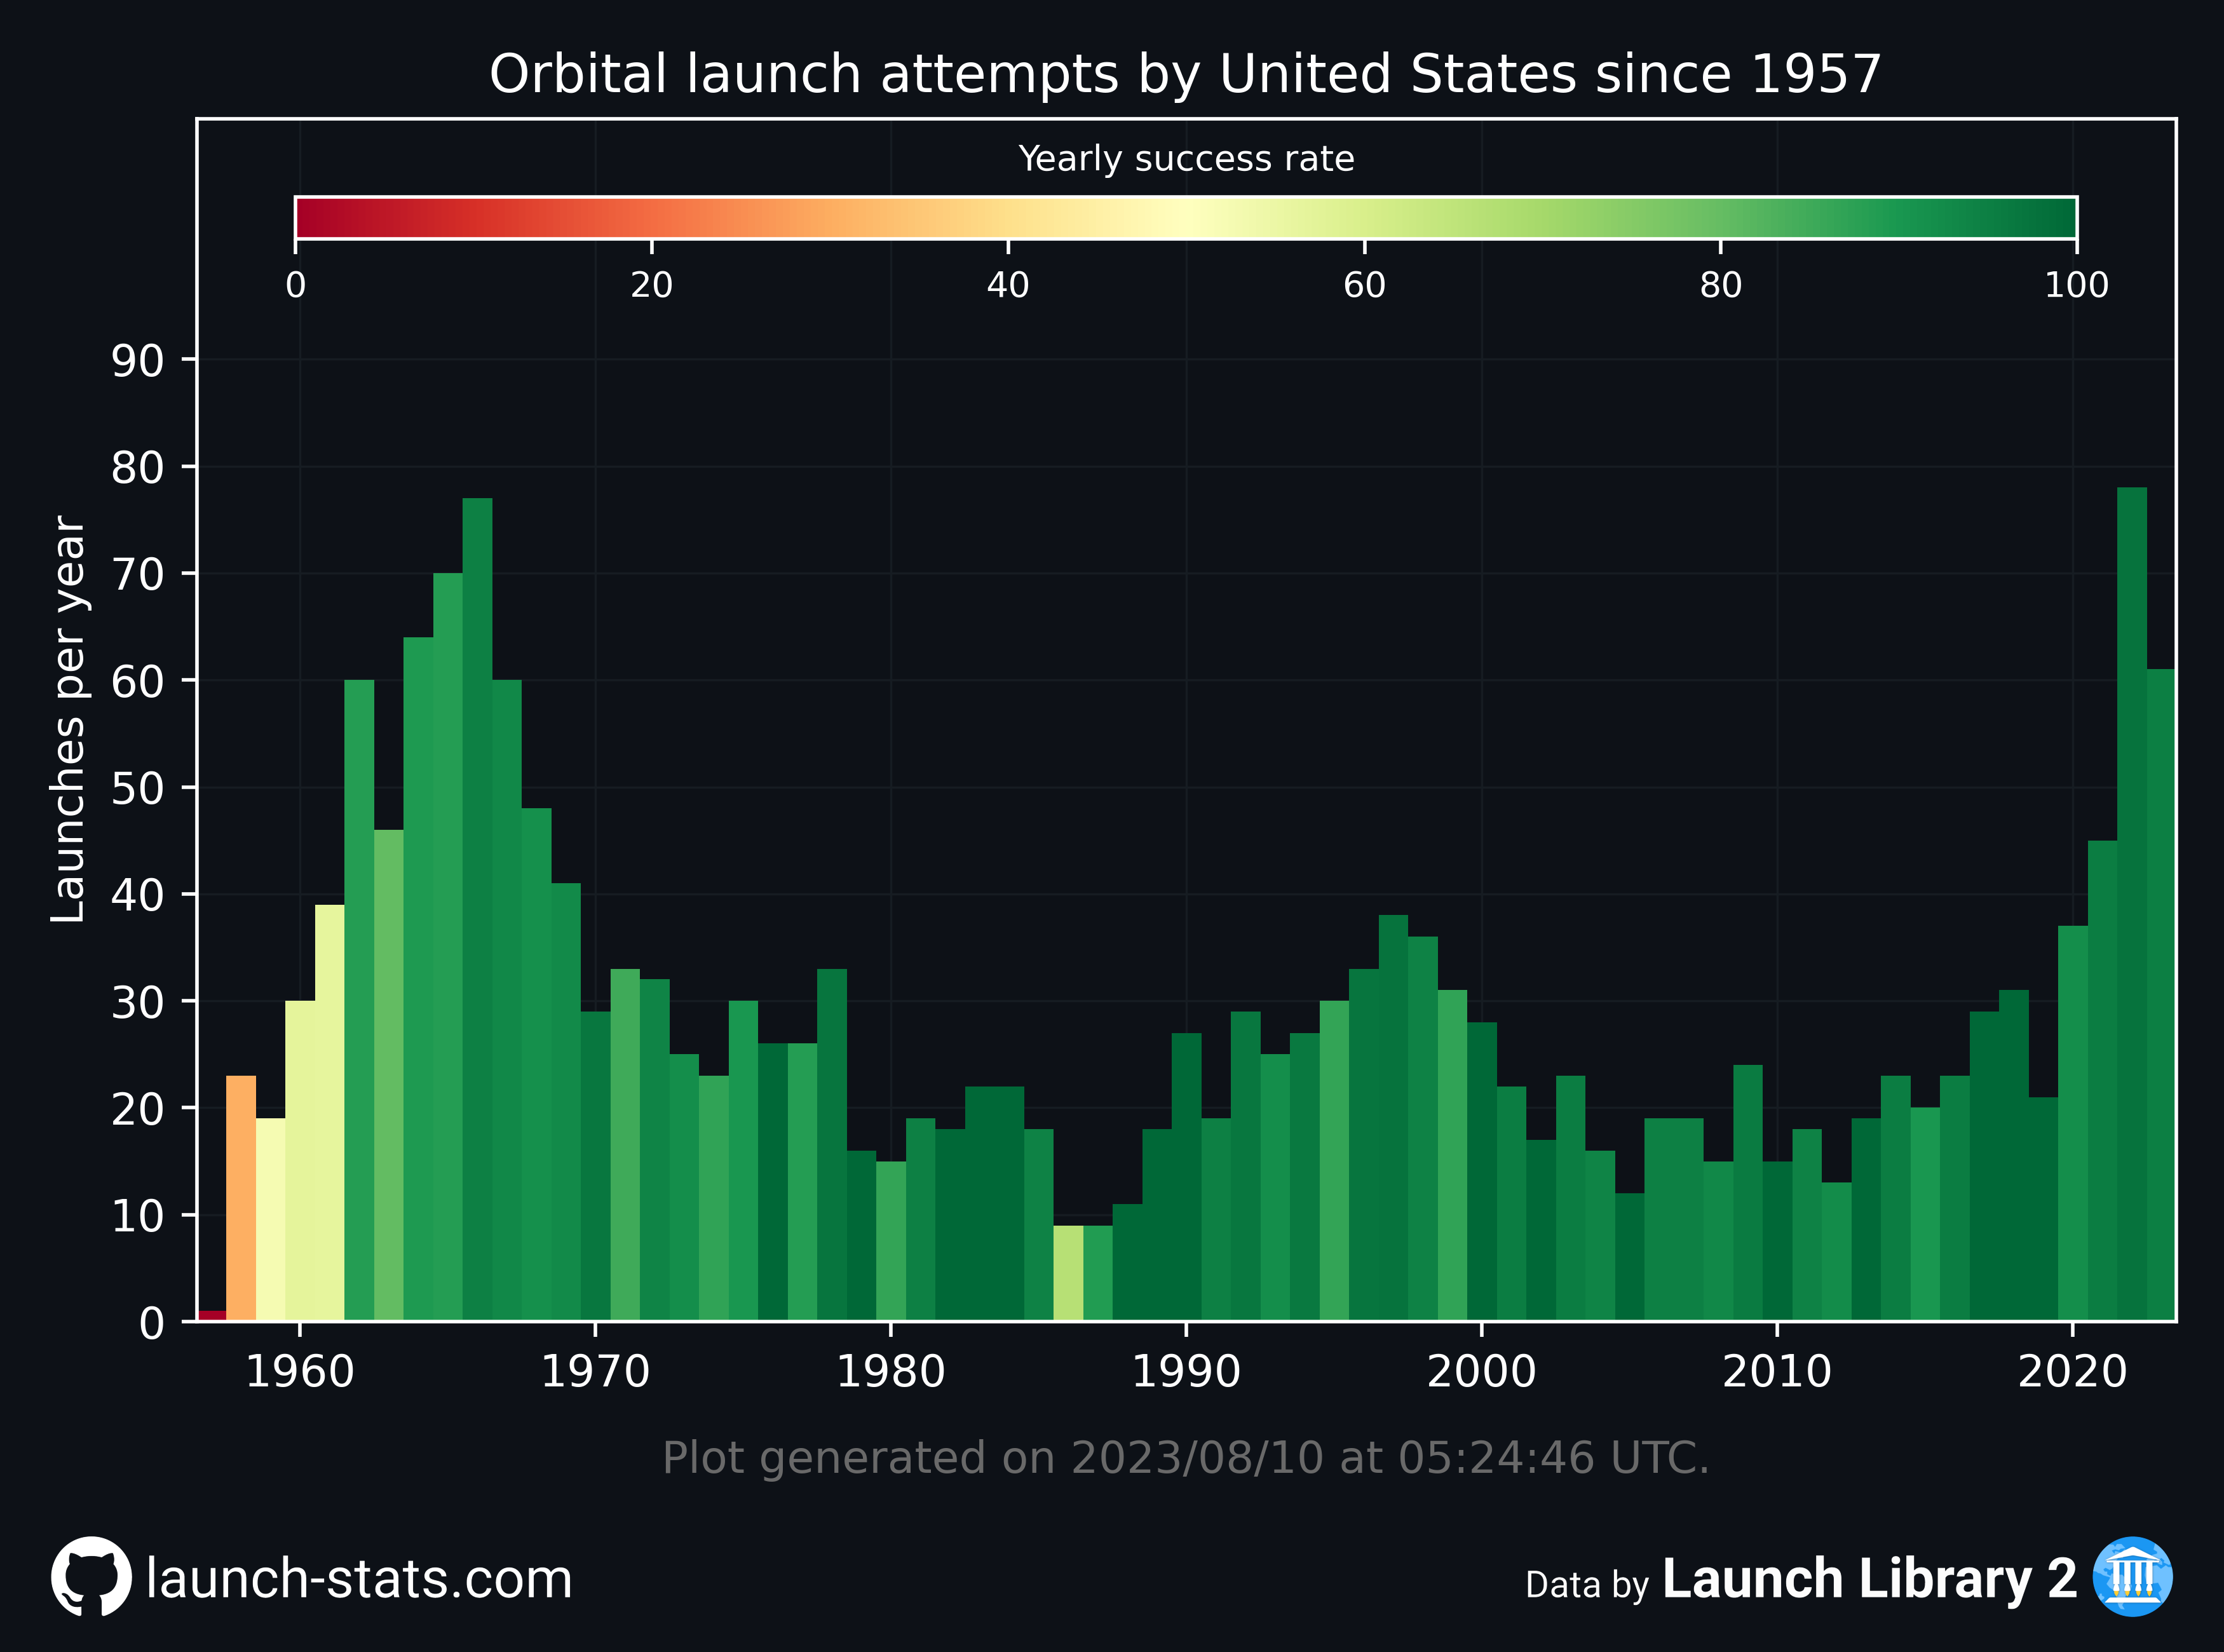 Orbital launch attempts by United States since 1957
Yearly success rate
0 20 40 60 80 100
Launches per year
90
80
70
60
50
40
30
20
10
0
1960 1970 1980 1990 2000 2010 2020
Plot generated on 2023/08/10 at 05:24:46 UTC.
launch-stats.com
Data by Launch Library 2